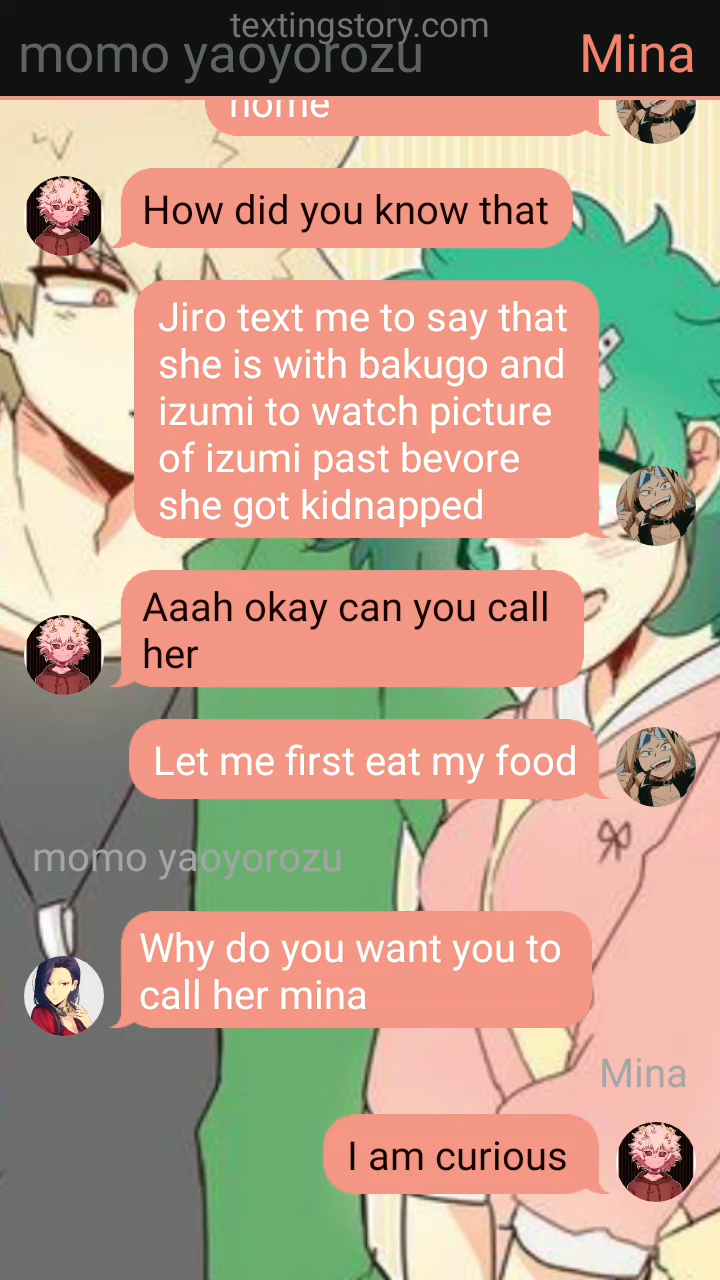 textingstory.com
momo yaoyorozu
Mina
home
How did you know that
Jiro text me to say that
she is with bakugo and
izumi to watch picture
of izumi past bevore
she got kidnapped
Aaah okay can you call
her
Let me first eat my food
momo yaoyorozu
Why do you want you to
call her mina
Mina
I am curious